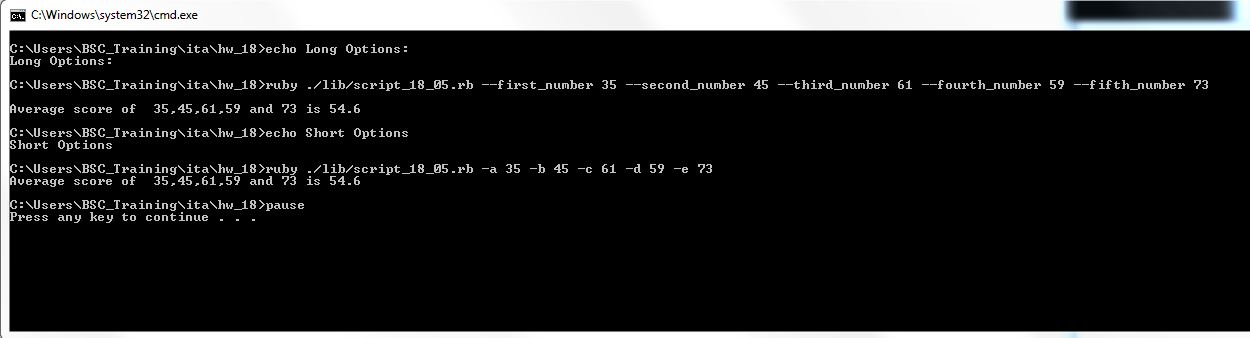 C:\Windows\system32\cmd.exe
C:\Users\BSC_Training\ita\hw_18>echo Long Options:
Long Options:
C:\Users\BSC_Training\ita\hw_18>ruby ./lib/script_18_05.rb --first_number 35 --second_number 45 --third_number 61 --fourth_number 59 --fifth_number 73
Average score of  35,45,61,59 and 73 is 54.6
C:\Users\BSC_Training\ita\hw_18>echo Short Options
Short Options
C:\Users\BSC_Training\ita\hw_18>ruby ./lib/script_18_05.rb -a 35 -b 45 -c 61 -d 59 -e 73
Average score of  35,45,61,59 and 73 is 54.6
C:\Users\BSC_Training\ita\hw_18>pause
Press any key to continue . . .